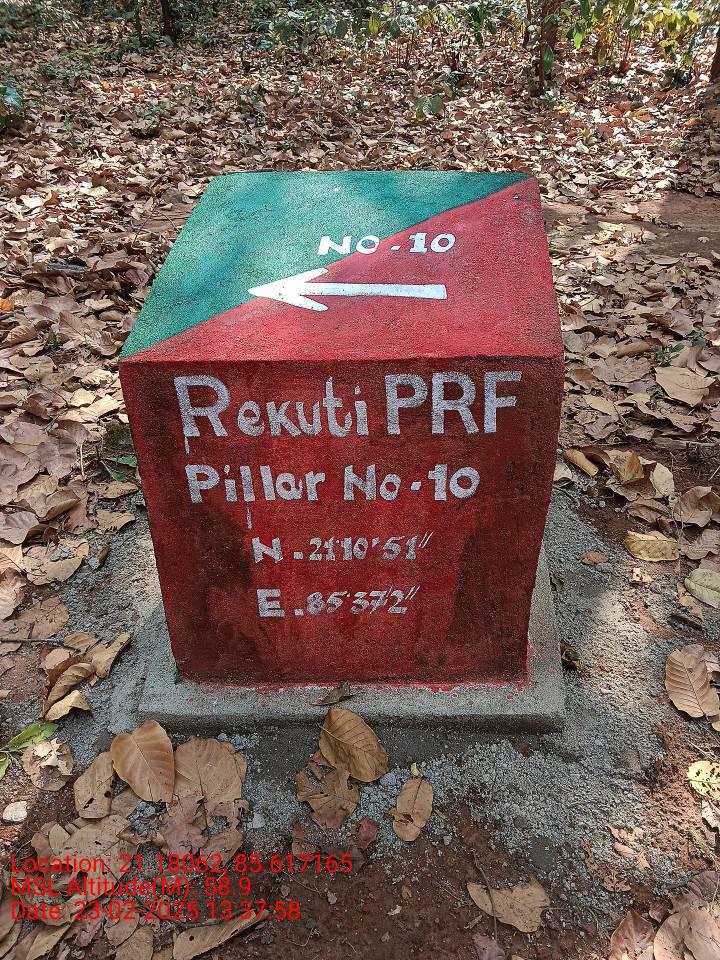 NO-10
Rekuti PRF
Pillar No-10
N.21°10'51"
E.85°37'2"
Location: 21.18062, 85.617165
MSL Altitude(M): 58.9
Date: 23-02-2025 13:37:58